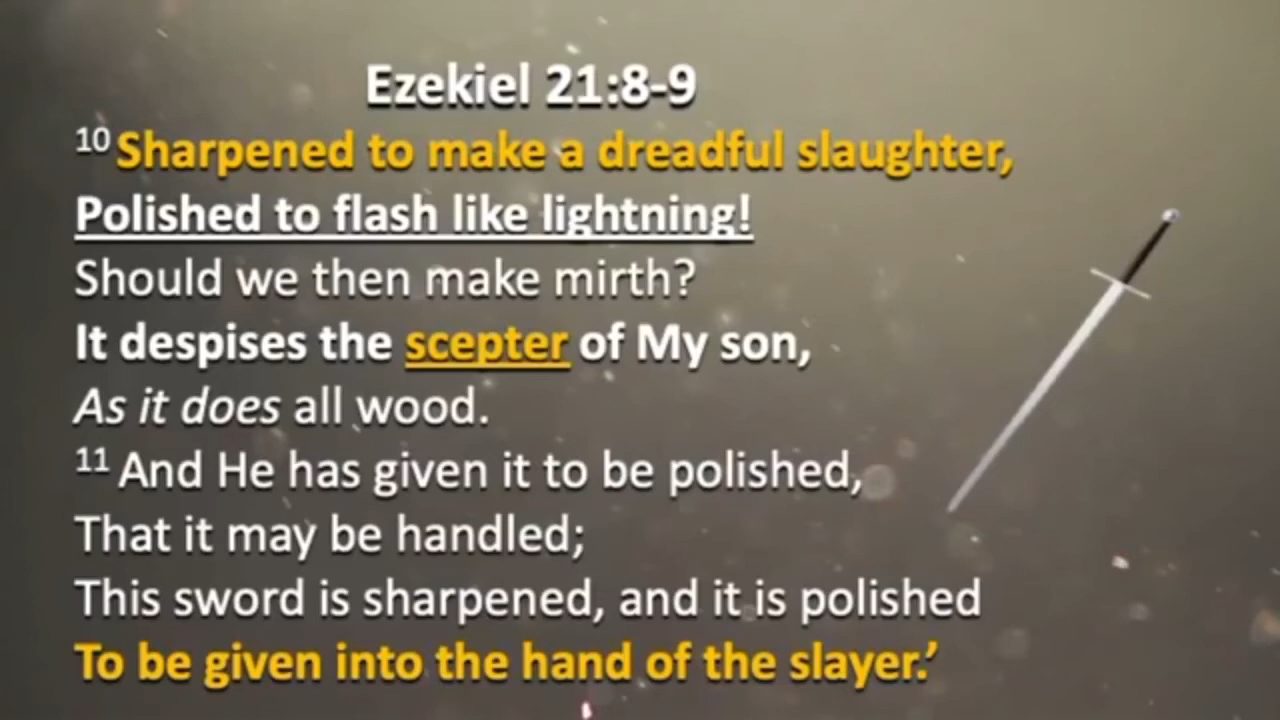 Ezekiel 21:8-9
10 Sharpened to make a dreadful slaughter,
Polished to flash like lightning!
Should we then make mirth?
It despises the scepter of My son,
As it does all wood.
11 And He has given it to be polished,
That it may be handled;
This sword is sharpened, and it is polished
To be given into the hand of the slayer.’